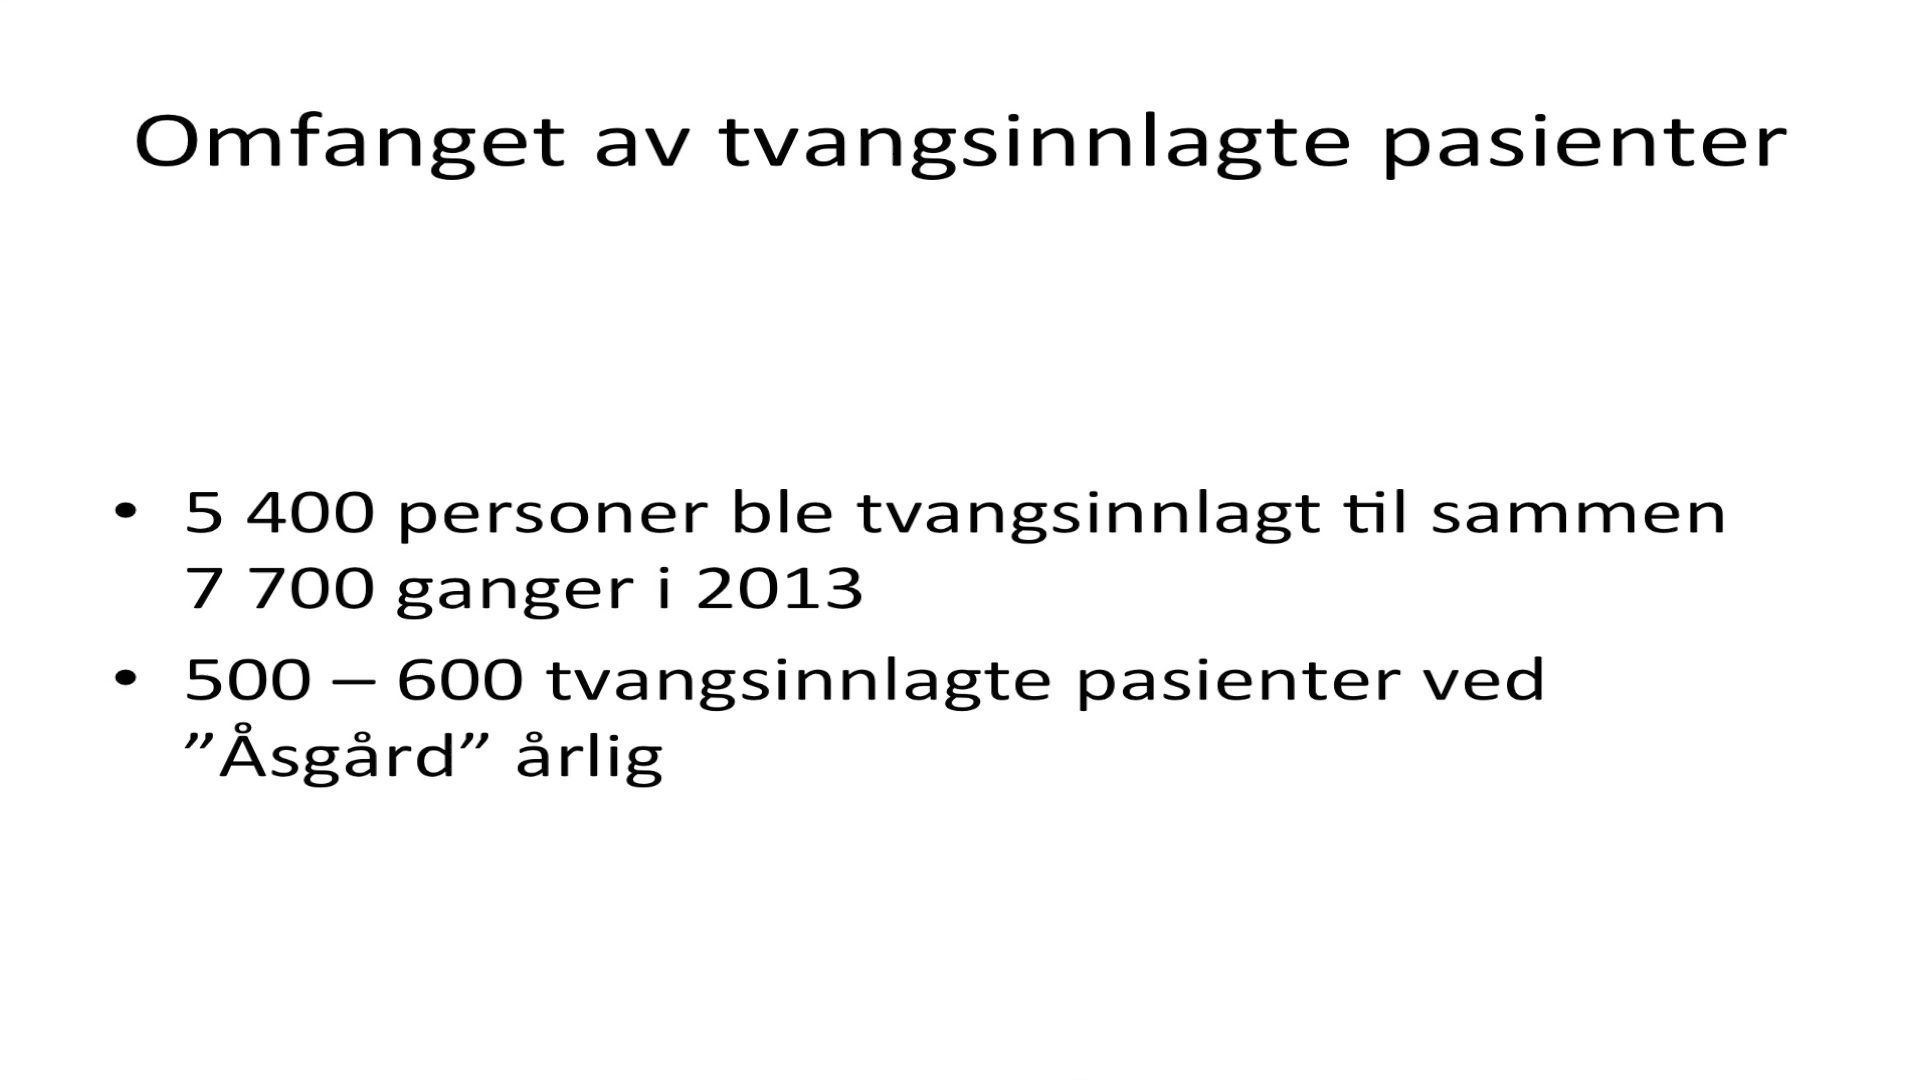 Omfanget av tvangsinnlagte pasienter
• 5 400 personer ble tvangsinnlagt til sammen
7 700 ganger i 2013
• 500 – 600 tvangsinnlagte pasienter ved
”Åsgård” årlig